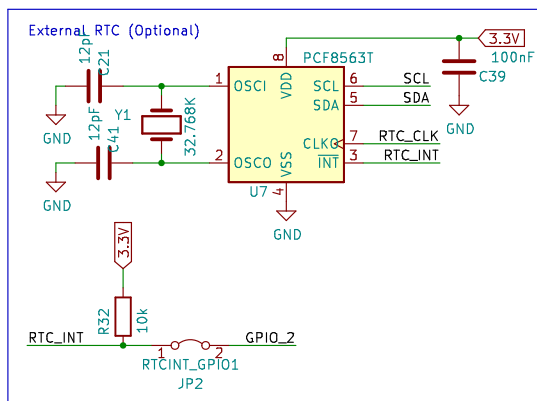 External RTC (Optional)
12pF
C21
GND
12pF
C41
GND
Y1
32.768K
1
OSCI
2
OSCO
8
VDD
PCF8563T
6
SCL
SCL
5
SDA
SDA
7
CLKO
RTC_CLK
3
INT
RTC_INT
VSS
4
U7
GND
3.3V
100nF
C39
GND
3.3V
R32
10k
RTC_INT
1
2
GPIO_2
RTCINT_GPIO1
JP2